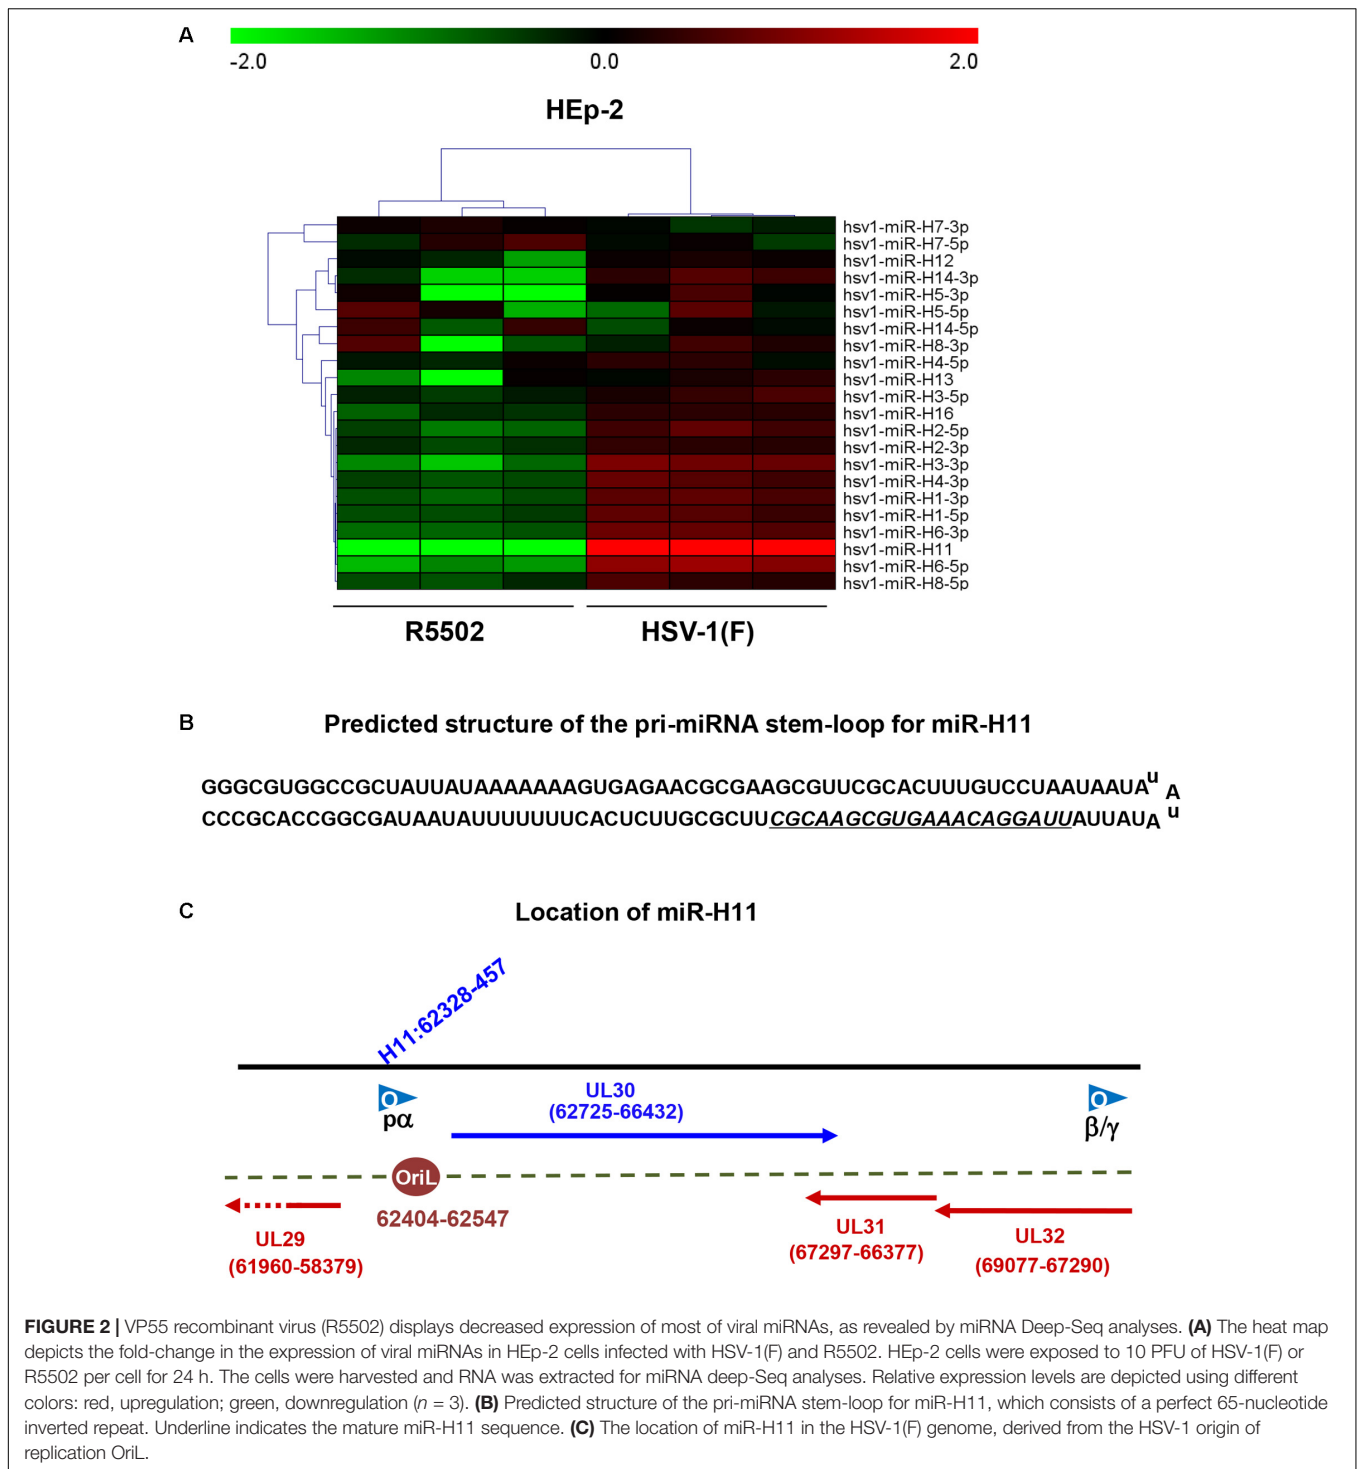 A
-2.0 0.0 2.0
HEp-2
hsv1-miR-H7-3p
hsv1-miR-H7-5p
hsv1-miR-H12
hsv1-miR-H14-3p
hsv1-miR-H5-3p
hsv1-miR-H5-5p
hsv1-miR-H14-5p
hsv1-miR-H8-3p
hsv1-miR-H4-5p
hsv1-miR-H13
hsv1-miR-H3-5p
hsv1-miR-H16
hsv1-miR-H2-5p
hsv1-miR-H2-3p
hsv1-miR-H3-3p
hsv1-miR-H4-3p
hsv1-miR-H1-3p
hsv1-miR-H1-5p
hsv1-miR-H6-3p
hsv1-miR-H11
hsv1-miR-H6-5p
hsv1-miR-H8-5p
R5502 HSV-1(F)
B
Predicted structure of the pri-miRNA stem-loop for miR-H11
GGGCGUGGCCGCUAUUAUAAAAAAAGUGAGAACGCGAAGCGUUCGCACUUUGUCCUAAUAAUAu
A
CCCGCACCGGCGAUAAUAUUUUUUUCACUCUUGCGCUUCGCAAGCGUGAAACAGGAUUAUUAUAu
C
Location of miR-H11
H11:62328-457
O
pα
UL30
(62725-66432)
O
β/γ
OriL
62404-62547
UL29
(61960-58379)
UL31
(67297-66377)
UL32
(69077-67290)
FIGURE 2 | VP55 recombinant virus (R5502) displays decreased expression of most of viral miRNAs, as revealed by miRNA Deep-Seq analyses. (A) The heat map
depicts the fold-change in the expression of viral miRNAs in HEp-2 cells infected with HSV-1(F) and R5502. HEp-2 cells were exposed to 10 PFU of HSV-1(F) or
R5502 per cell for 24 h. The cells were harvested and RNA was extracted for miRNA deep-Seq analyses. Relative expression levels are depicted using different
colors: red, upregulation; green, downregulation (n = 3). (B) Predicted structure of the pri-miRNA stem-loop for miR-H11, which consists of a perfect 65-nucleotide
inverted repeat. Underline indicates the mature miR-H11 sequence. (C) The location of miR-H11 in the HSV-1(F) genome, derived from the HSV-1 origin of
replication OriL.